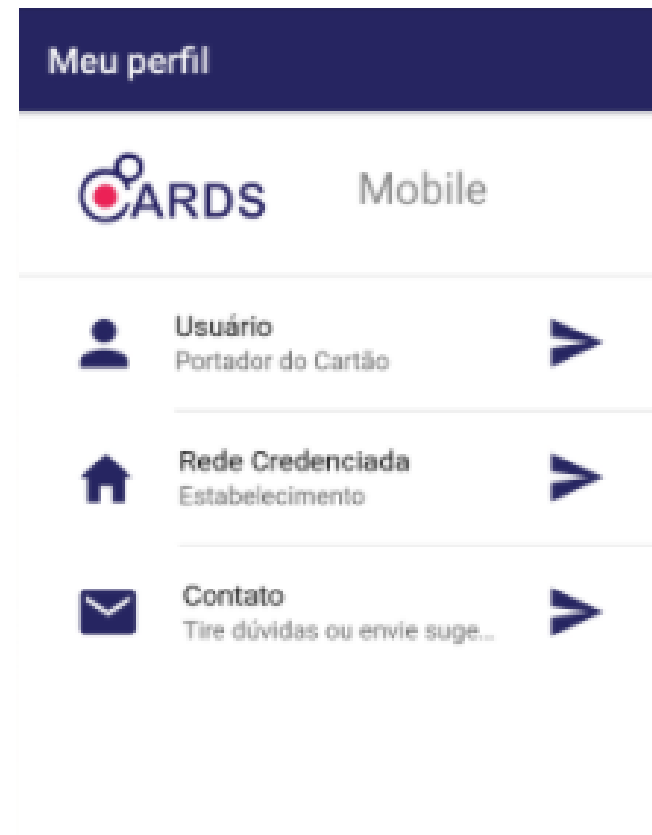 Meu perfil
CARDS Mobile
Usuário
Portador do Cartão
Rede Credenciada
Estabelecimento
Contato
Tire dúvidas ou envie suge...